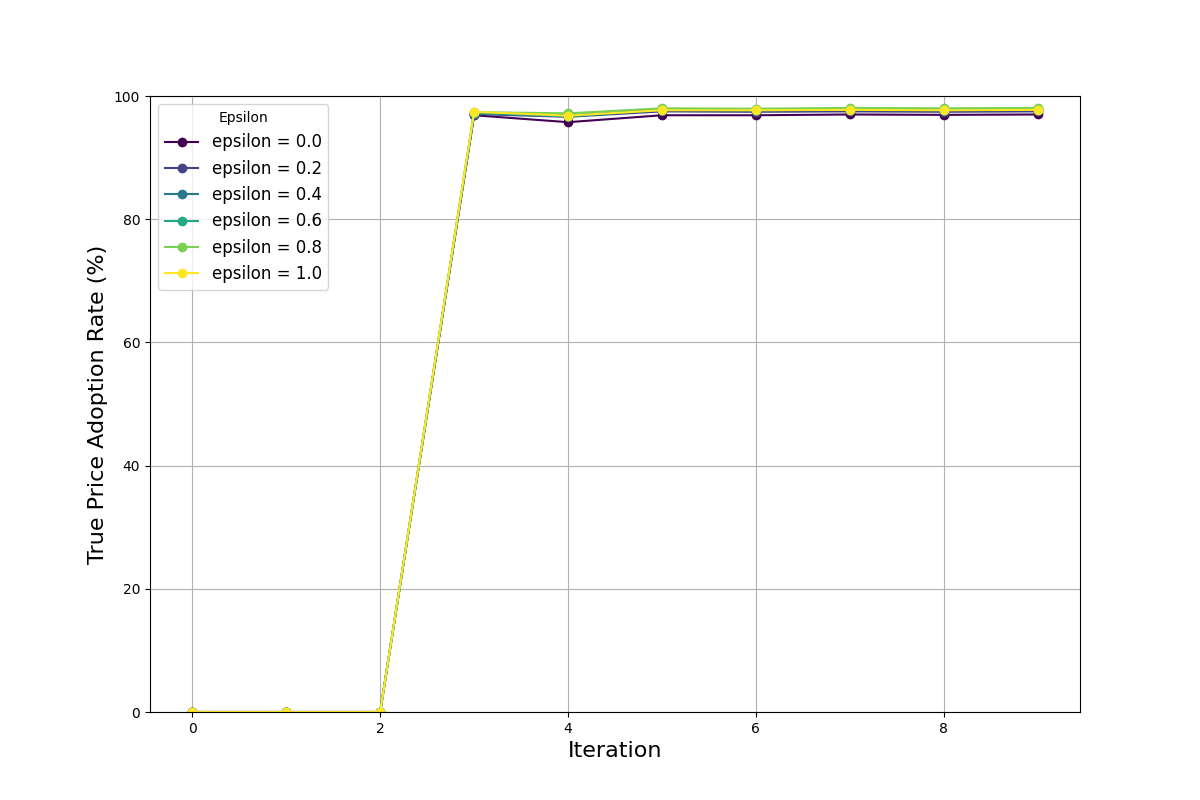 100
80
60
40
20
0
True Price Adoption Rate (%)
Epsilon
epsilon = 0.0
epsilon = 0.2
epsilon = 0.4
epsilon = 0.6
epsilon = 0.8
epsilon = 1.0
0 2 4 6 8
Iteration